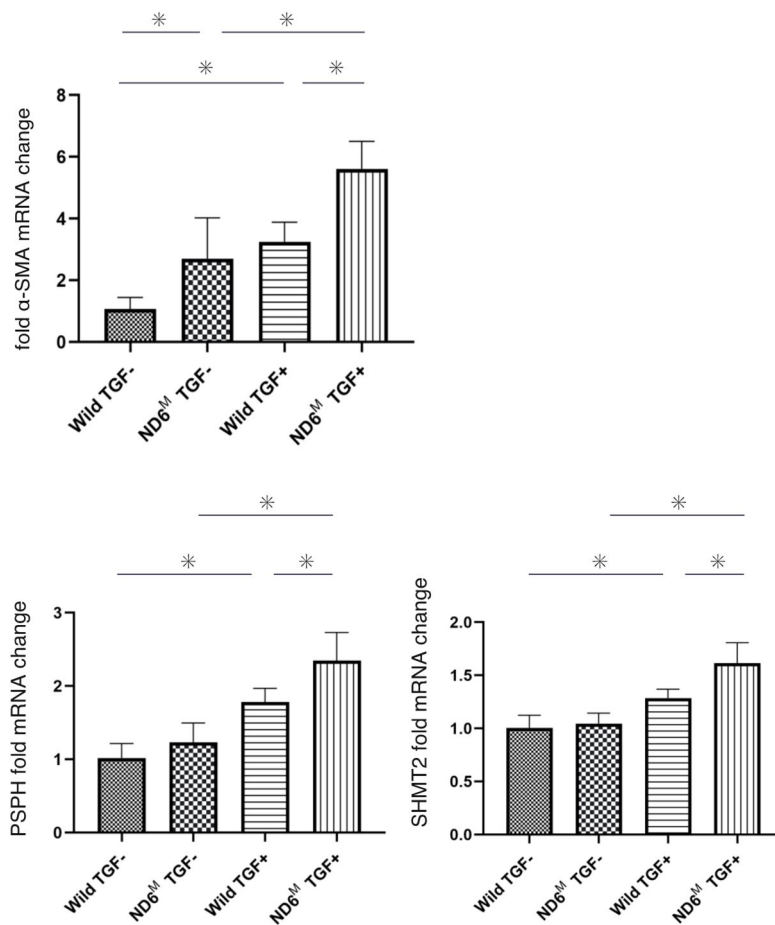 ✳ ✳
✳ ✳
fold α-SMA mRNA change
8
6
4
2
0
Wild TGF-
ND6ᴹ TGF-
Wild TGF+
ND6ᴹ TGF+
✳
✳ ✳
PSPH fold mRNA change
3
2
1
0
Wild TGF-
ND6ᴹ TGF-
Wild TGF+
ND6ᴹ TGF+
✳
✳ ✳
SHMT2 fold mRNA change
2.0
1.5
1.0
0.5
0.0
Wild TGF-
ND6ᴹ TGF-
Wild TGF+
ND6ᴹ TGF+